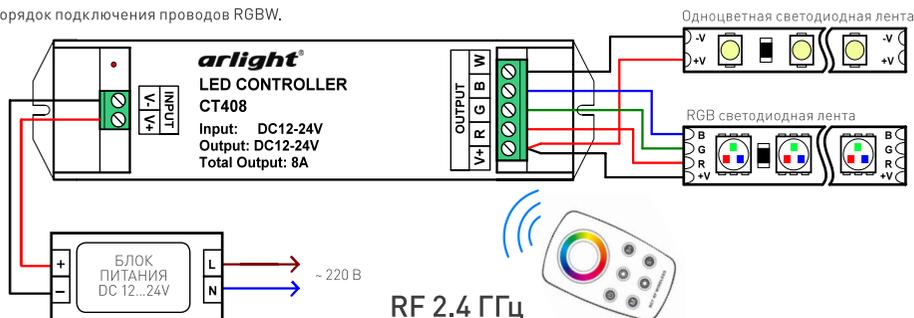 орядок подключения проводов RGBW.
Одноцветная светодиодная лента
-V
-V
+V
+V
arlight®
LED CONTROLLER
CT408
Input: DC12-24V
Output: DC12-24V
Total Output: 8A
V- V+
INPUT
OUTPUT
W
B
G
R
V+
RGB светодиодная лента
B
G
R
+V
B
G
R
+V
БЛОК
ПИТАНИЯ
DC 12...24V
+
−
L
N
~ 220 В
RF 2.4 ГГц